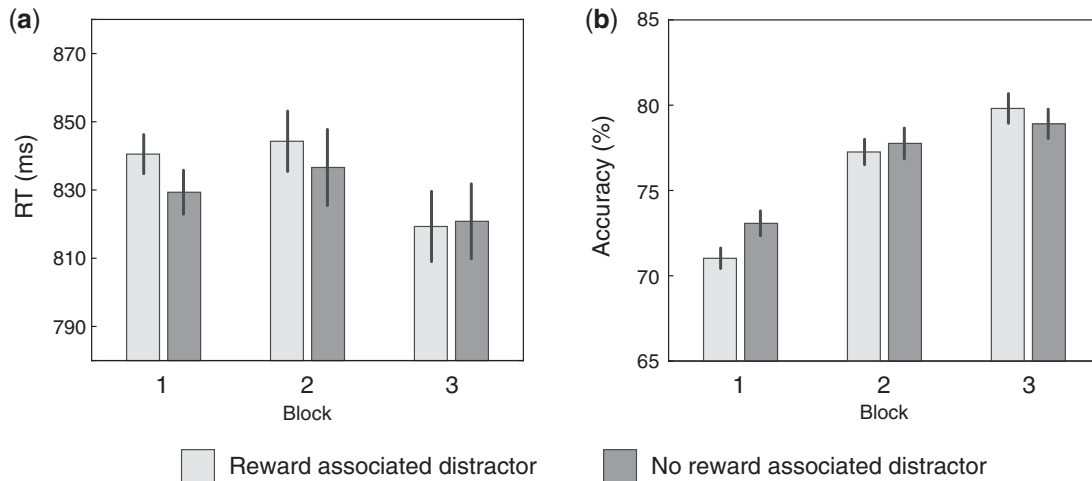 (a)
870
850
830
810
790
RT (ms)
1 2 3
Block
(b)
85
80
75
70
65
Accuracy (%)
1 2 3
Block
Reward associated distractor
No reward associated distractor